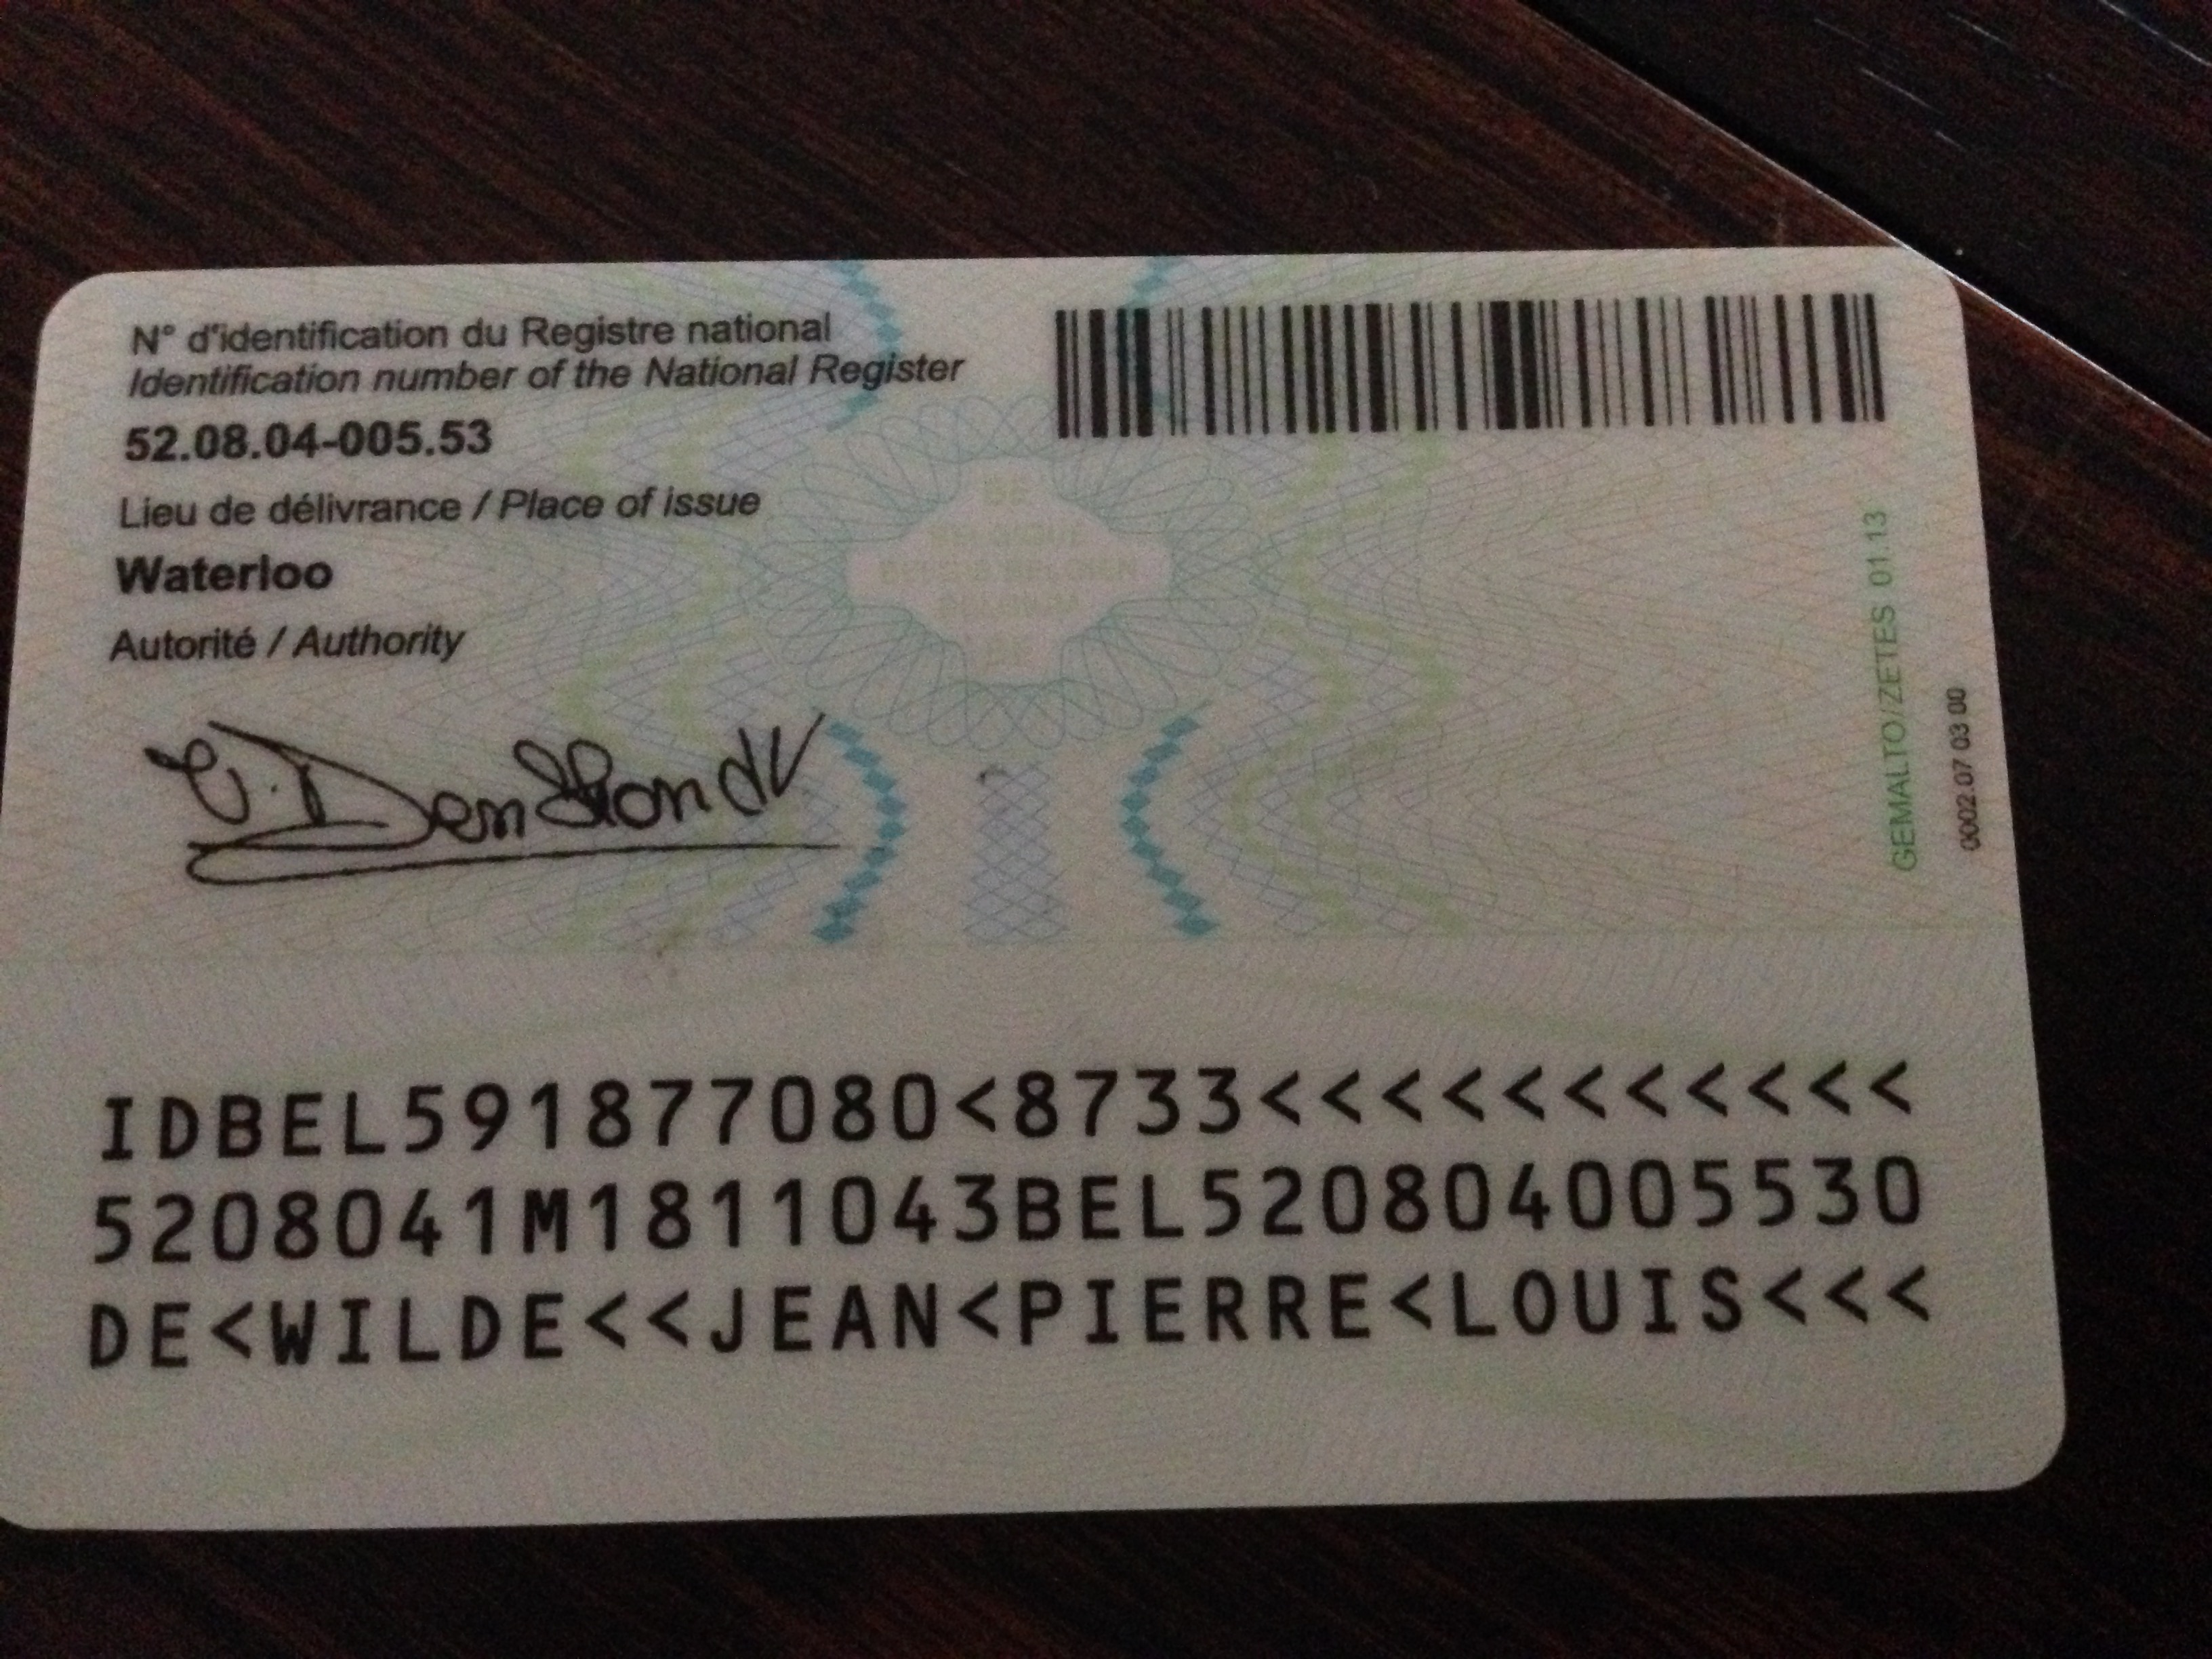 N° d'identification du Registre national
Identification number of the National Register
52.08.04-005.53
Lieu de délivrance / Place of issue
Waterloo
Autorité / Authority
GEMALTO/ZETES 01.13
0002.07 03 00
IDBEL591877080<8733<<<<<<<<<<<
5208041M1811043BEL520804005530
DE<WILDE<<JEAN<PIERRE<LOUIS<<<